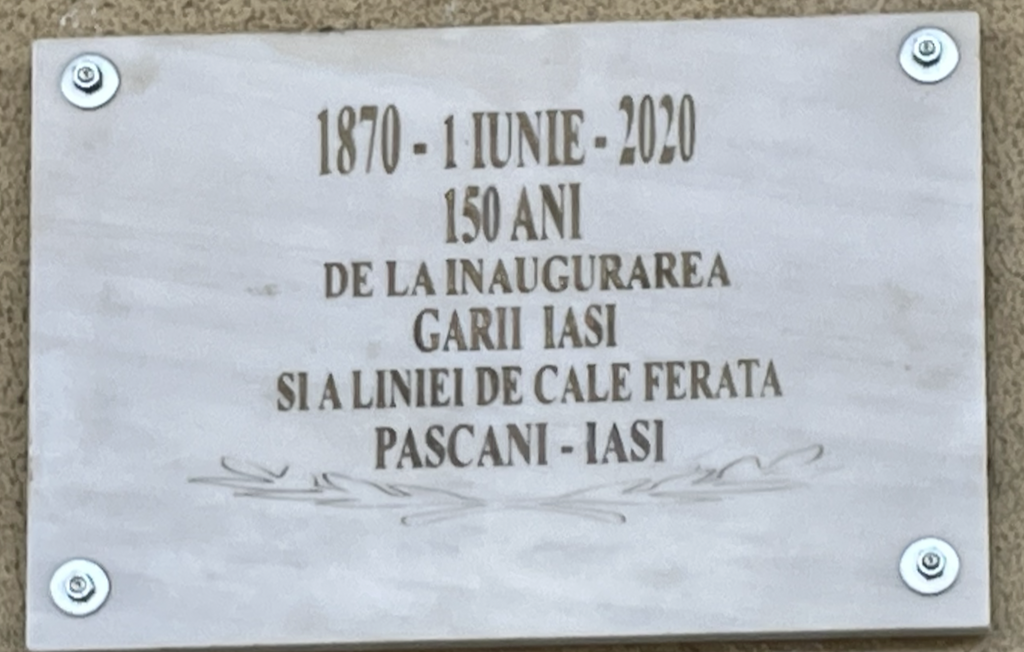 1870 - 1 IUNIE - 2020
150 ANI
DE LA INAUGURAREA
GARII IASI
SI A LINIEI DE CALE FERATA
PASCANI - IASI